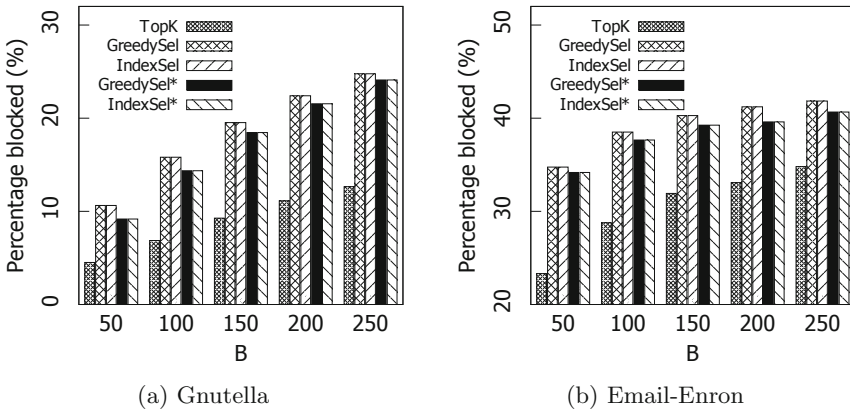 Percentage blocked (%)
30
20
10
0
TopK
GreedySel
IndexSel
GreedySel*
IndexSel*
50 100 150 200 250
B
(a) Gnutella
Percentage blocked (%)
50
40
30
20
TopK
GreedySel
IndexSel
GreedySel*
IndexSel*
50 100 150 200 250
B
(b) Email-Enron